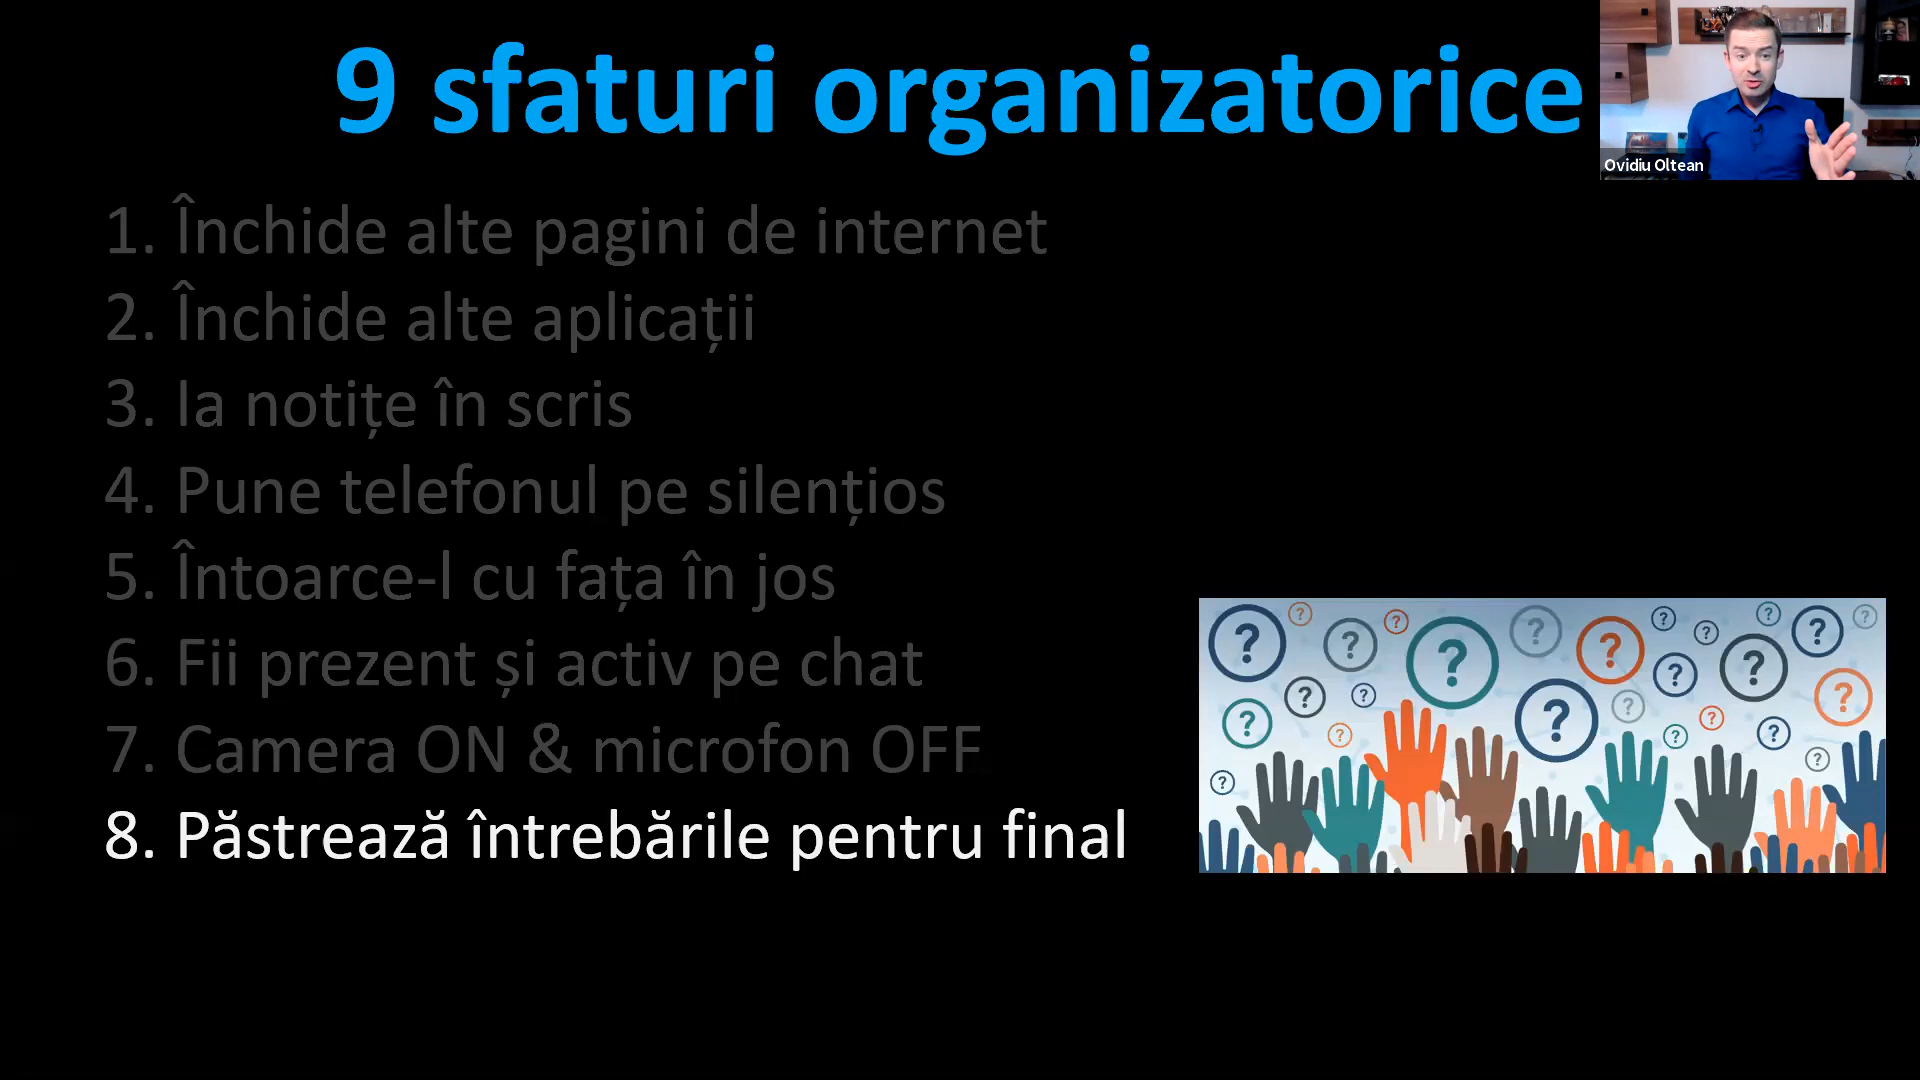 9 sfaturi organizatorice
Ovidiu Oltean
1. Închide alte pagini de internet
2. Închide alte aplicații
3. Ia notițe în scris
4. Pune telefonul pe silențios
5. Întoarce-l cu fața în jos
6. Fii prezent și activ pe chat
7. Camera ON & microfon OFF
8. Păstrează întrebările pentru final